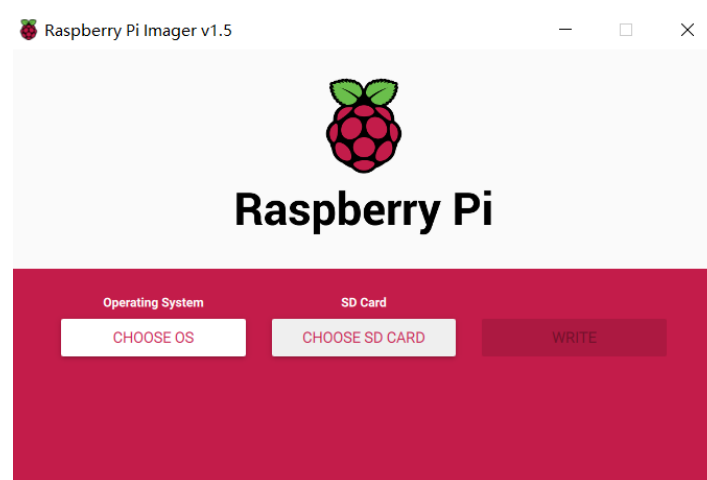 Raspberry Pi Imager v1.5
Raspberry Pi
Operating System
SD Card
CHOOSE OS
CHOOSE SD CARD
WRITE